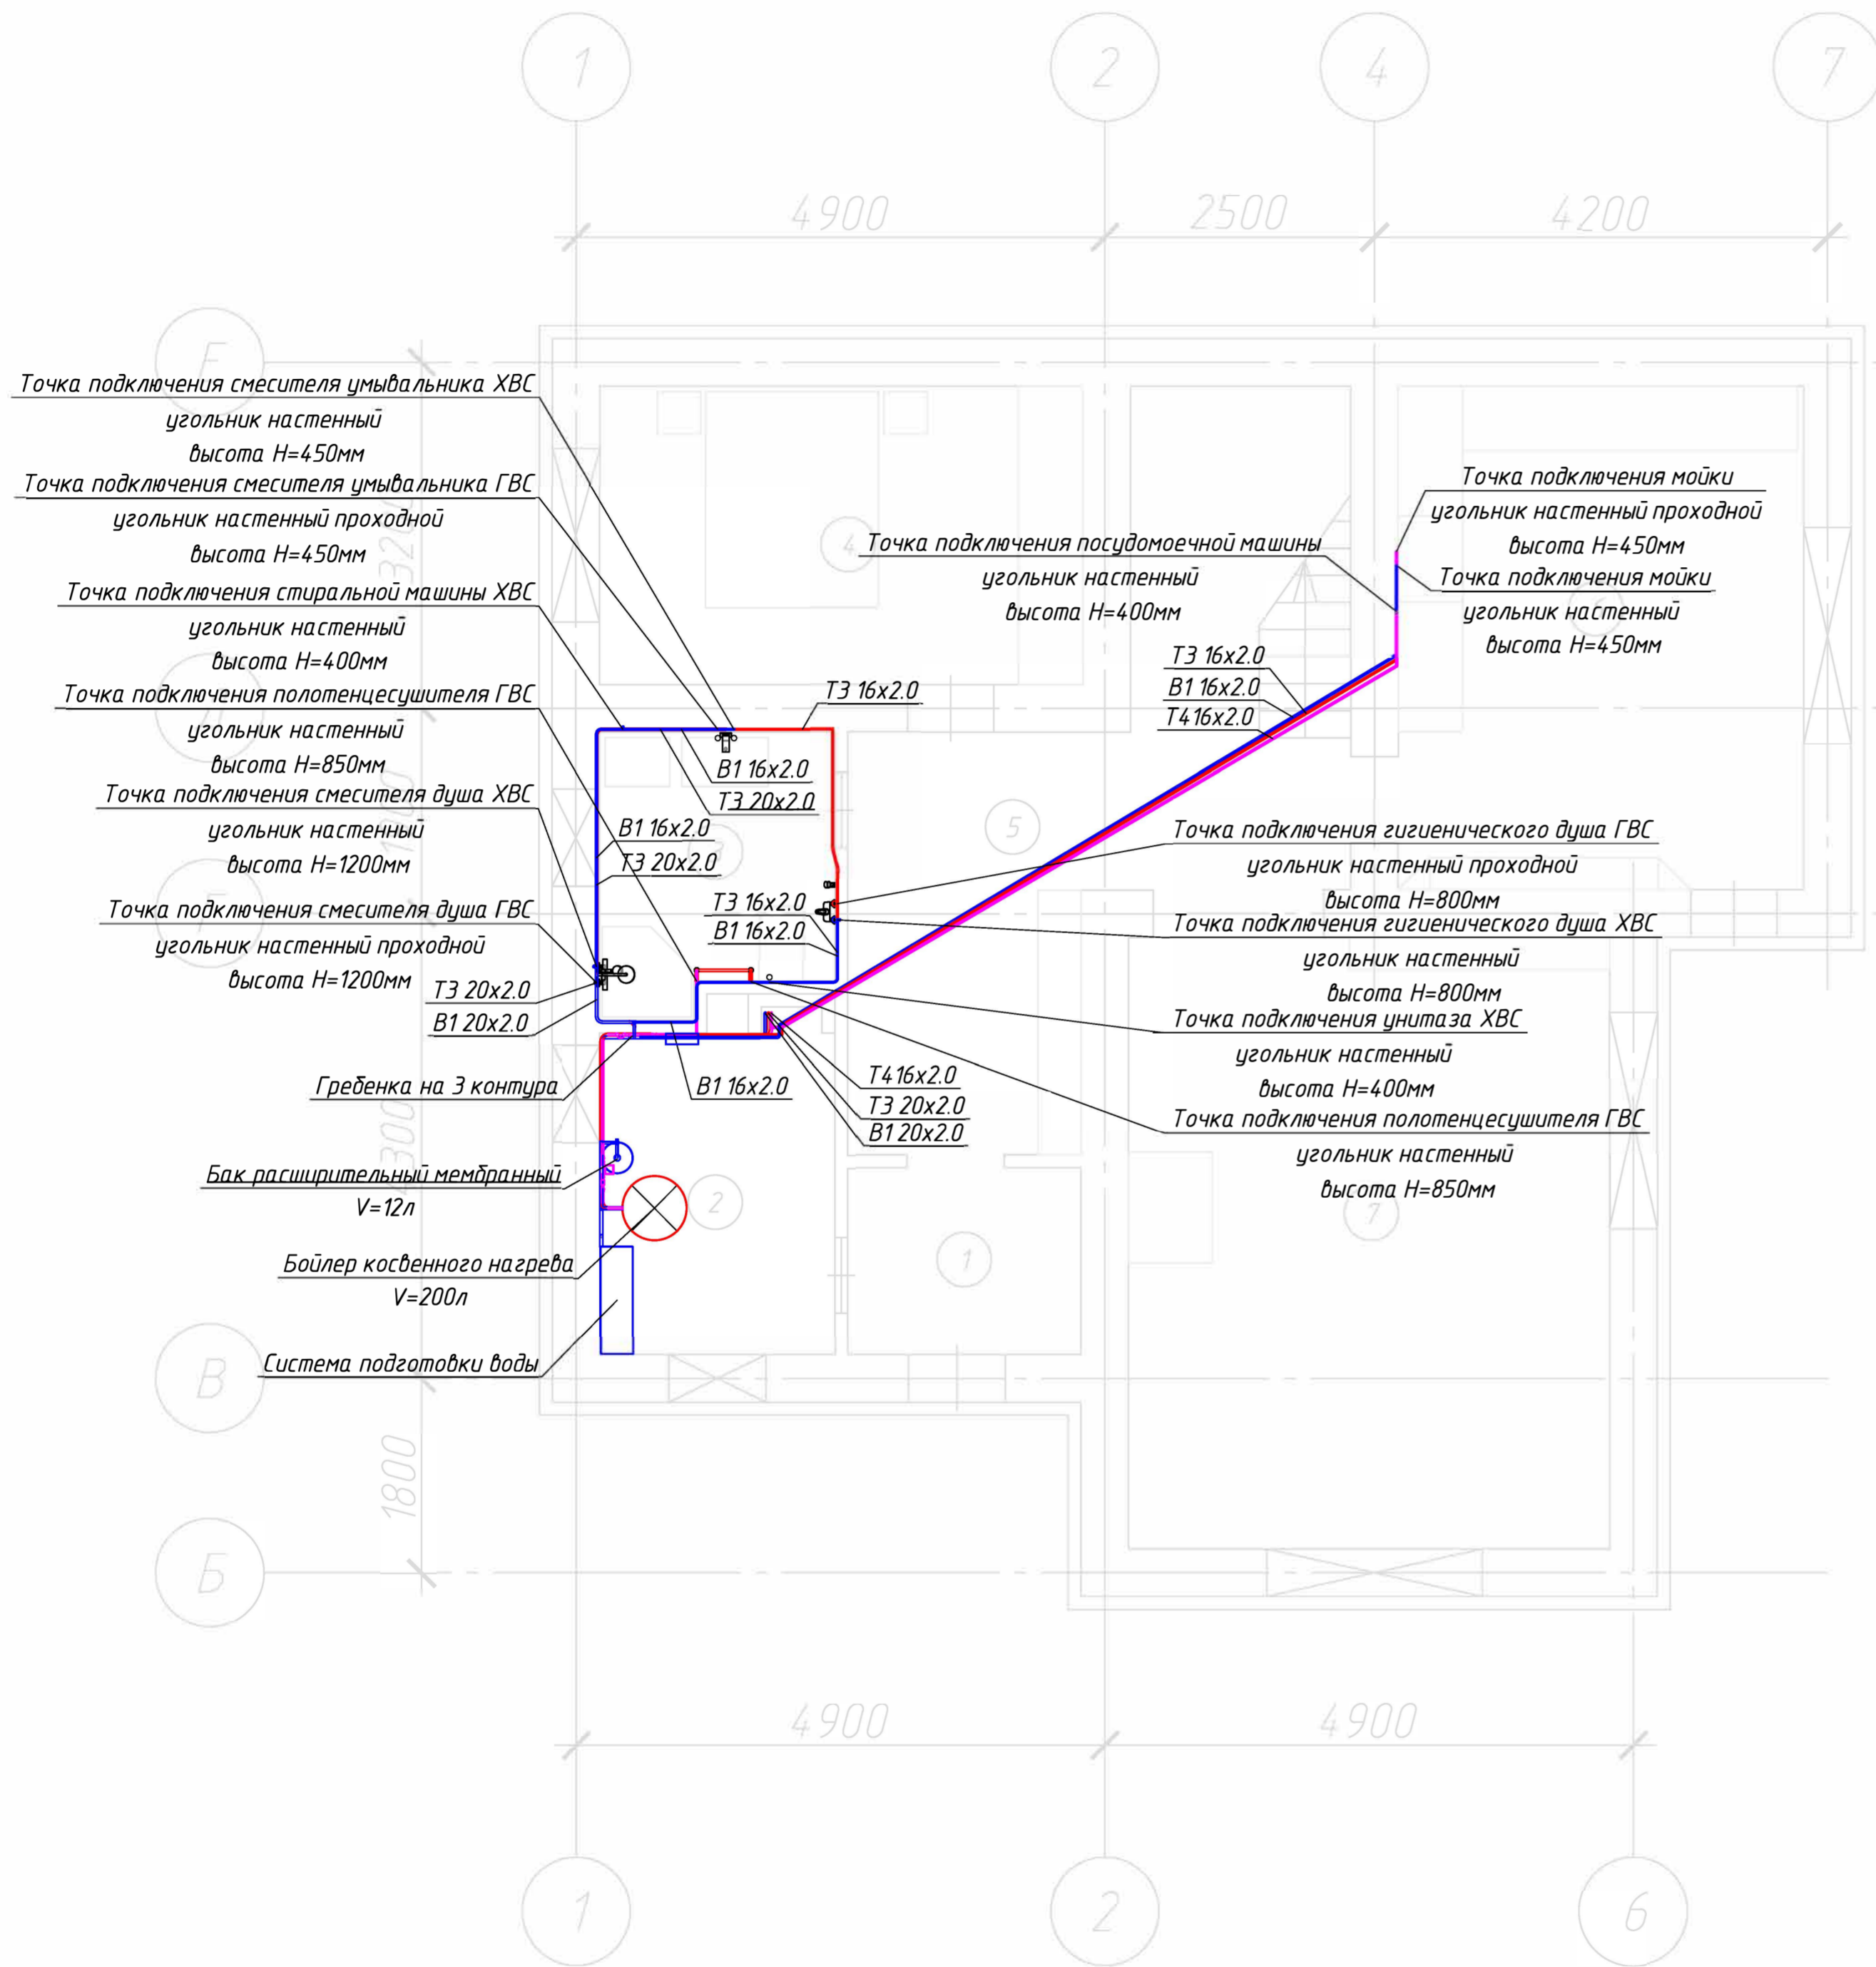 1
2
4
7
4900
2500
4200
Точка подключения смесителя умывальника ХВС
угольник настенный
высота Н=450мм
Точка подключения смесителя умывальника ГВС
угольник настенный проходной
высота Н=450мм
Точка подключения стиральной машины ХВС
угольник настенный
высота Н=400мм
Точка подключения полотенцесушителя ГВС
угольник настенный
высота Н=850мм
Точка подключения смесителя душа ХВС
угольник настенный
высота Н=1200мм
Точка подключения смесителя душа ГВС
угольник настенный проходной
высота Н=1200мм
Т3 20х2.0
В1 20х2.0
Гребенка на 3 контура
Бак расширительный мембранный
V=12л
Бойлер косвенного нагрева
V=200л
Система подготовки воды
4
Точка подключения посудомоечной машины
угольник настенный
высота Н=400мм
Точка подключения мойки
угольник настенный проходной
высота Н=450мм
Точка подключения мойки
угольник настенный
высота Н=450мм
Т3 16х2.0
В1 16х2.0
Т4 16х2.0
Т3 16х2.0
В1 16х2.0
Т3 20х2.0
В1 16х2.0
Т3 20х2.0
5
Т3 16х2.0
В1 16х2.0
Точка подключения гигиенического душа ГВС
угольник настенный проходной
высота Н=800мм
Точка подключения гигиенического душа ХВС
угольник настенный
высота Н=800мм
Точка подключения унитаза ХВС
угольник настенный
высота Н=400мм
Точка подключения полотенцесушителя ГВС
угольник настенный
высота Н=850мм
В1 16х2.0
Т4 16х2.0
Т3 20х2.0
В1 20х2.0
2
1
7
В
1800
Б
4900
4900
1
2
6